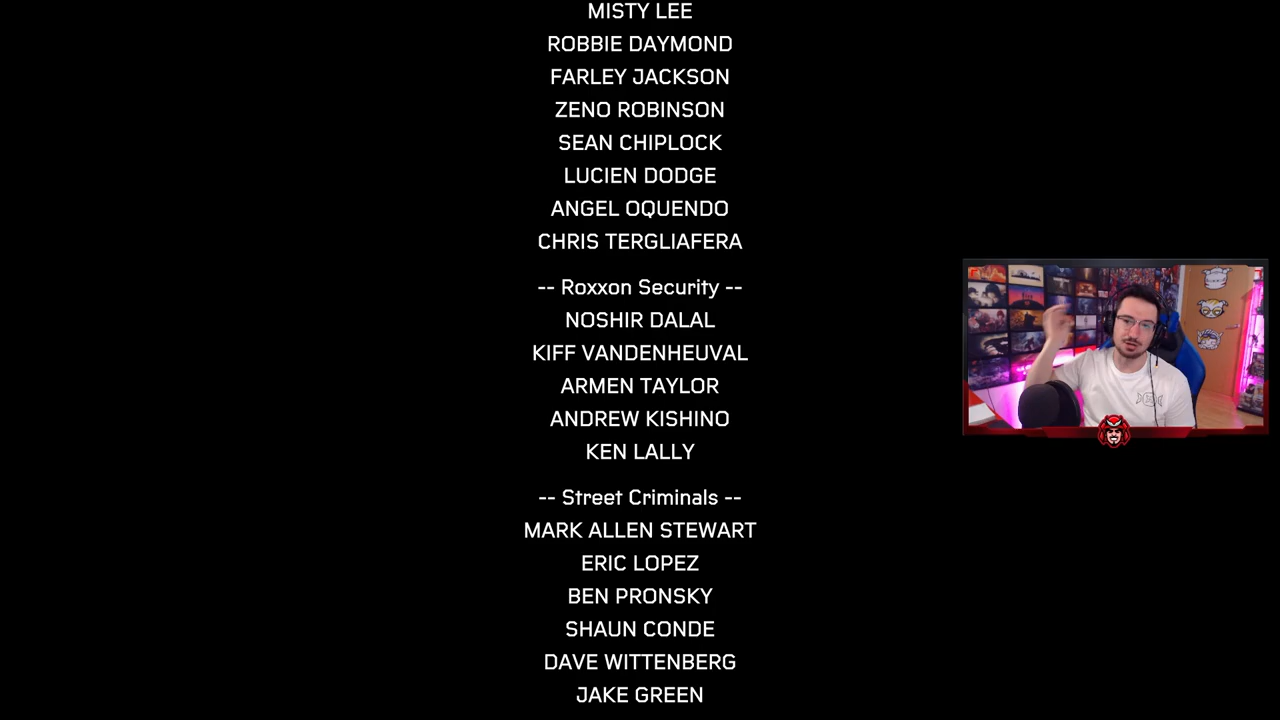 MISTY LEE
ROBBIE DAYMOND
FARLEY JACKSON
ZENO ROBINSON
SEAN CHIPLOCK
LUCIEN DODGE
ANGEL OQUENDO
CHRIS TERGLIAFERA
-- Roxxon Security --
NOSHIR DALAL
KIFF VANDENHEUVAL
ARMEN TAYLOR
ANDREW KISHINO
KEN LALLY
-- Street Criminals --
MARK ALLEN STEWART
ERIC LOPEZ
BEN PRONSKY
SHAUN CONDE
DAVE WITTENBERG
JAKE GREEN